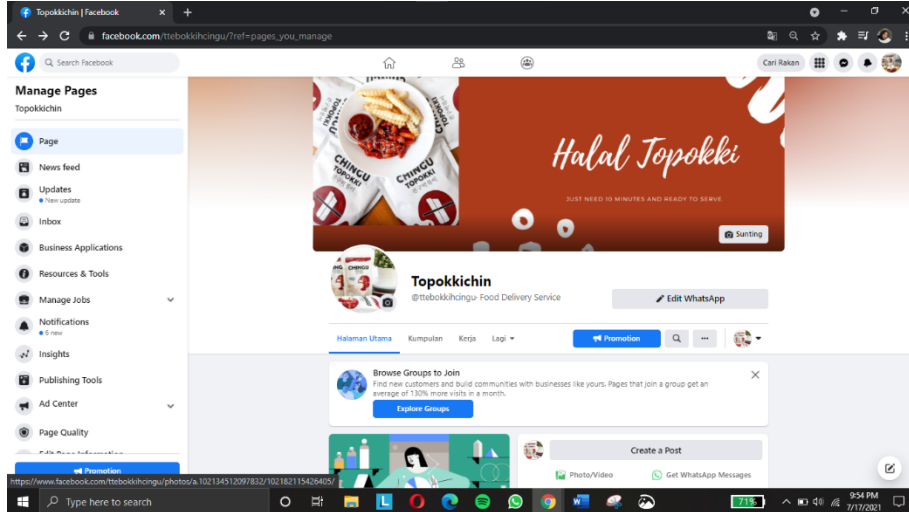 Topokkichin | Facebook
facebook.com/ttebokkihcingu/?ref=pages_you_manage
Search Facebook
Cari Rakan
Manage Pages
Topokkichin
Page
News feed
Updates
New update
Inbox
Business Applications
Resources & Tools
Manage Jobs
Notifications
6 new
Insights
Publishing Tools
Ad Center
Page Quality
Edit Page Information
Promotion
CHINGU
TOPOKKI
CHINGU
TOPOKKI
Halal Topokki
JUST NEED 10 MINUTES AND READY TO SERVE
Sunting
CHINGU
Topokkichin
@ttebokkihcingu· Food Delivery Service
Edit WhatsApp
Halaman Utama Kumpulan Kerja Lagi
Promotion
Browse Groups to Join
Find new customers and build communities with businesses like yours. Pages that join a group get an
average of 130% more visits in a month.
Explore Groups
Create a Post
Photo/Video Get WhatsApp Messages
https://www.facebook.com/ttebokkihcingu/photos/a.102134512097832/102182115426405/
Type here to search
71%
9:54 PM
7/17/2021